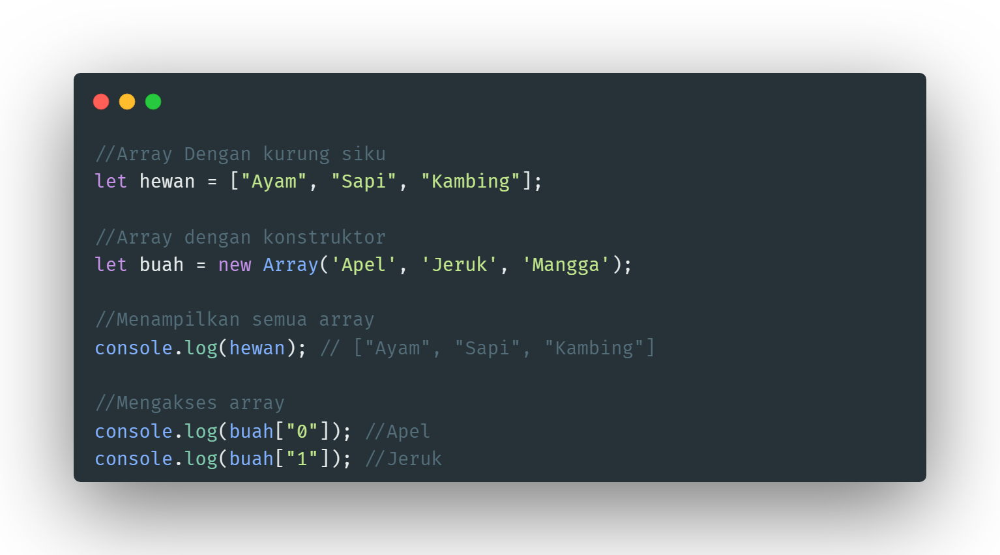 //Array Dengan kurung siku
let hewan = ["Ayam", "Sapi", "Kambing"];
//Array dengan konstruktor
let buah = new Array('Apel', 'Jeruk', 'Mangga');
//Menampilkan semua array
console.log(hewan); // ["Ayam", "Sapi", "Kambing"]
//Mengakses array
console.log(buah["0"]); //Apel
console.log(buah["1"]); //Jeruk